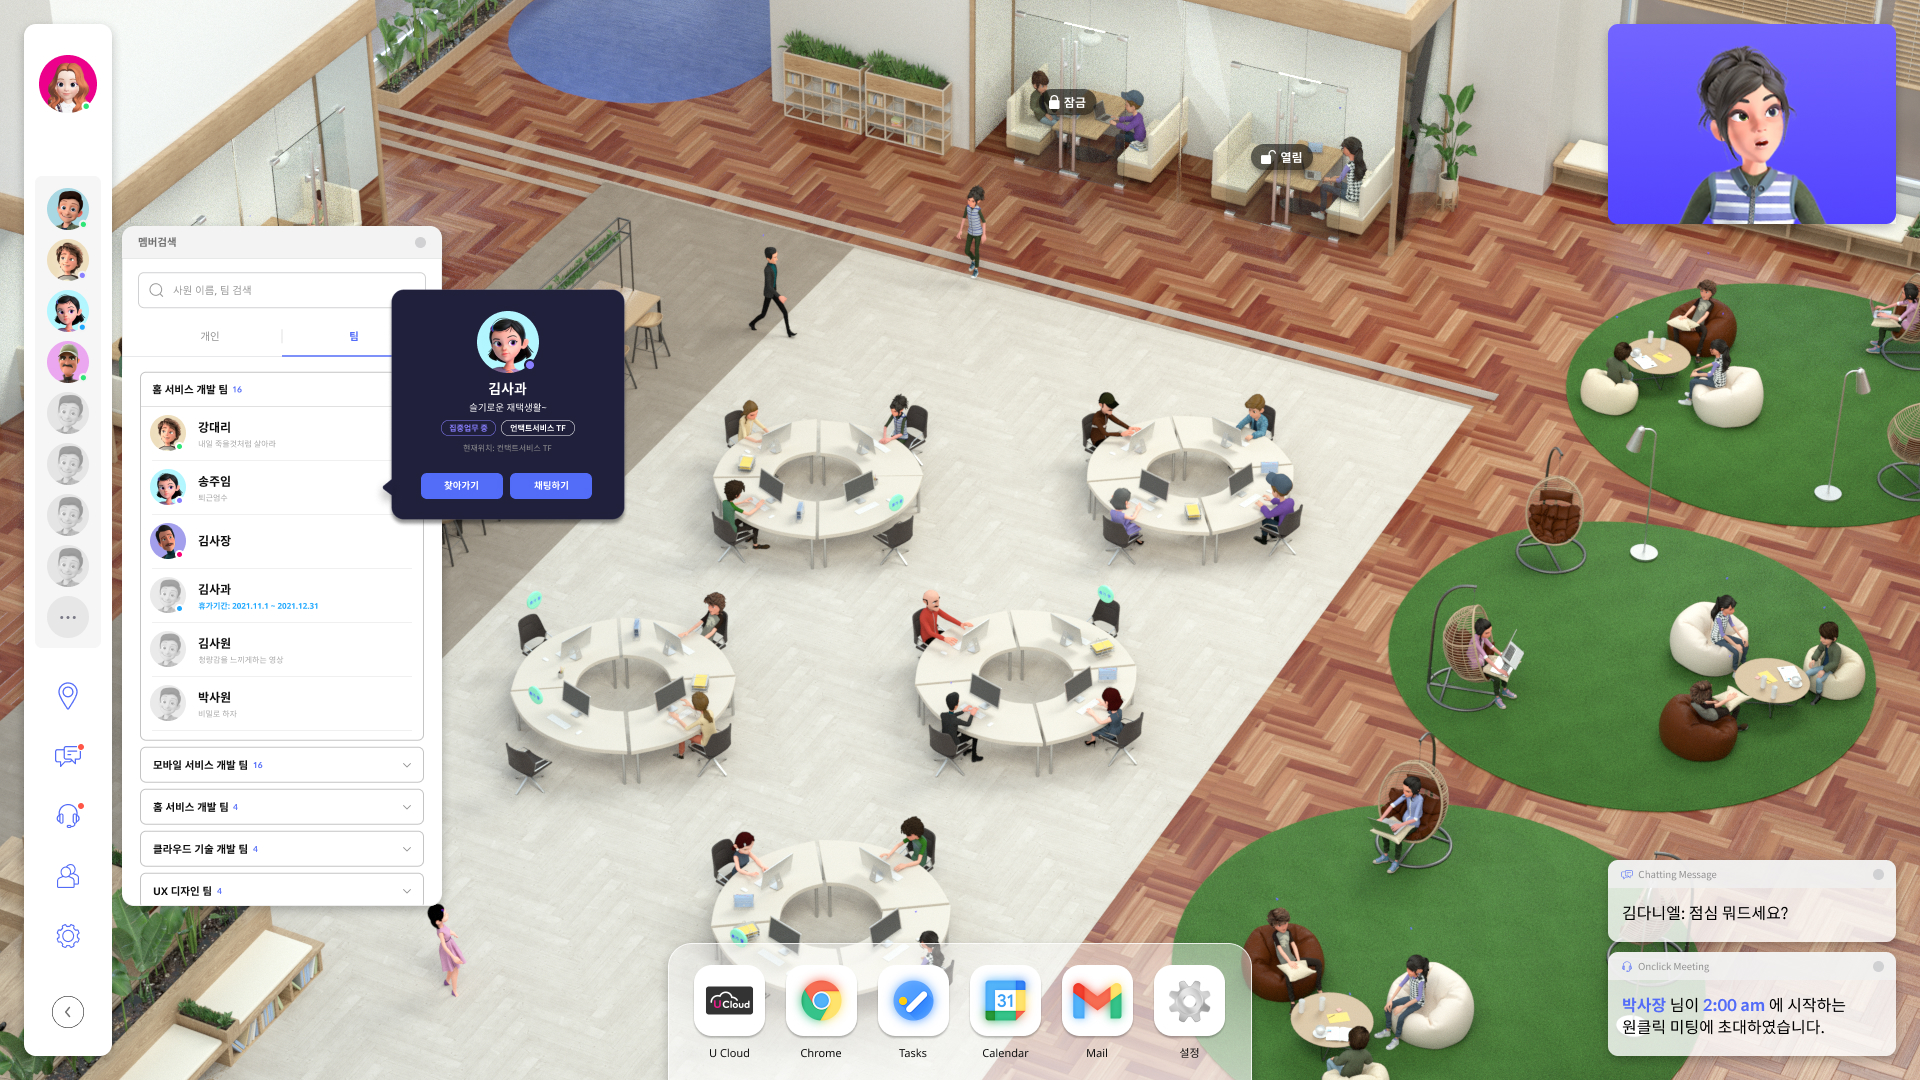 잠금
열림
멤버검색
사원 이름, 팀 검색
개인
팀
홈 서비스 개발 팀 16
강대리
내일 죽을것처럼 살아라
송주임
퇴근엄수
김사장
김사과
휴가기간: 2021.11.1 ~ 2021.12.31
김사원
청량감을 느끼게하는 영상
박사원
비밀로 하자
모바일 서비스 개발 팀 16
홈 서비스 개발 팀 4
클라우드 기술 개발 팀 4
UX 디자인 팀 4
김사과
슬기로운 재택생활~
집중업무 중
언택트서비스 TF
현재위치: 언택트서비스 TF
찾아가기
채팅하기
Chatting Message
김다니엘: 점심 뭐드세요?
Onclick Meeting
박사장 님이 2:00 am 에 시작하는
원클릭 미팅에 초대하였습니다.
UCloud
31
U Cloud
Chrome
Tasks
Calendar
Mail
설정